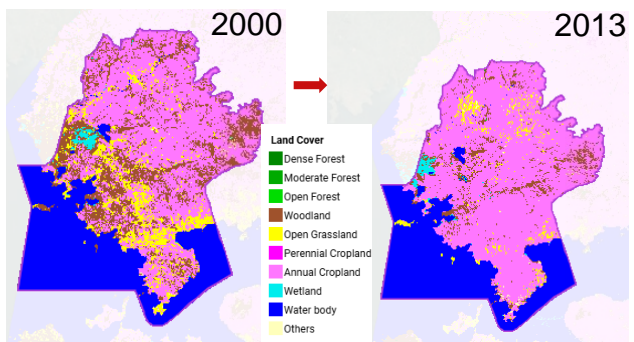 2000
2013
Land Cover
Dense Forest
Moderate Forest
Open Forest
Woodland
Open Grassland
Perennial Cropland
Annual Cropland
Wetland
Water body
Others